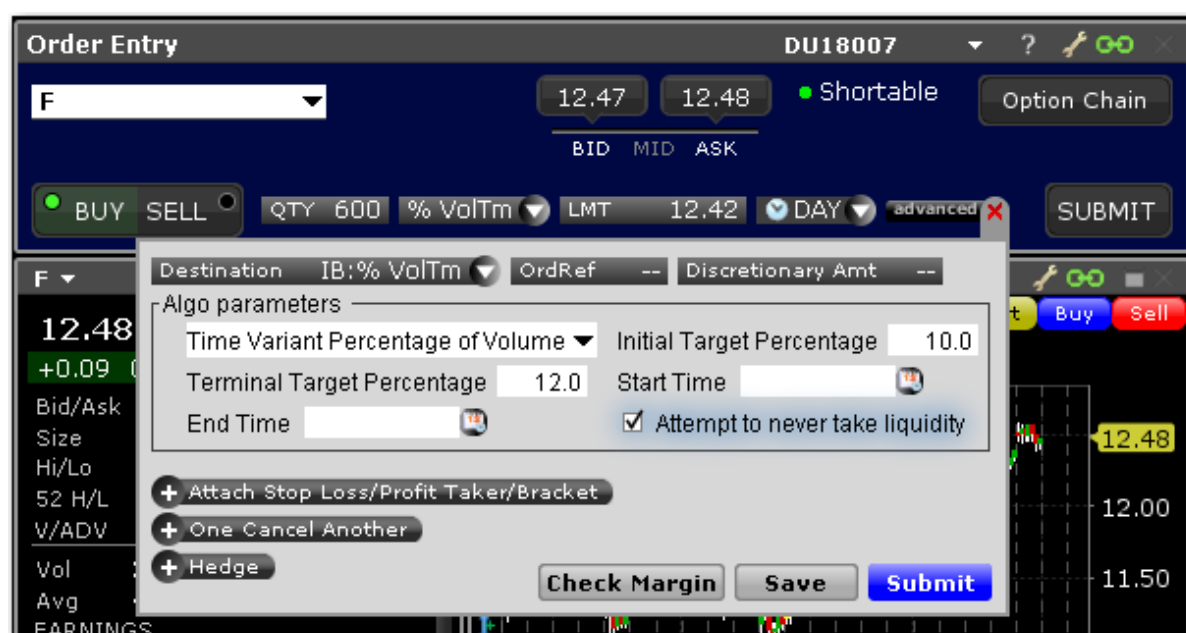 Order Entry DU18007 ?
F 12.47 12.48 Shortable Option Chain
BID MID ASK
BUY SELL QTY 600 % VolTm LMT 12.42 DAY advanced SUBMIT
Destination IB:% VolTm OrdRef -- Discretionary Amt --
F
Algo parameters
t Buy Sell
12.48
Time Variant Percentage of Volume Initial Target Percentage 10.0
+0.09
Terminal Target Percentage 12.0 Start Time
Bid/Ask
End Time Attempt to never take liquidity
Size
12.48
Hi/Lo
52 H/L
Attach Stop Loss/Profit Taker/Bracket
12.00
V/ADV
One Cancel Another
Vol
Hedge
Check Margin Save Submit
11.50
Avg
EARNINGS